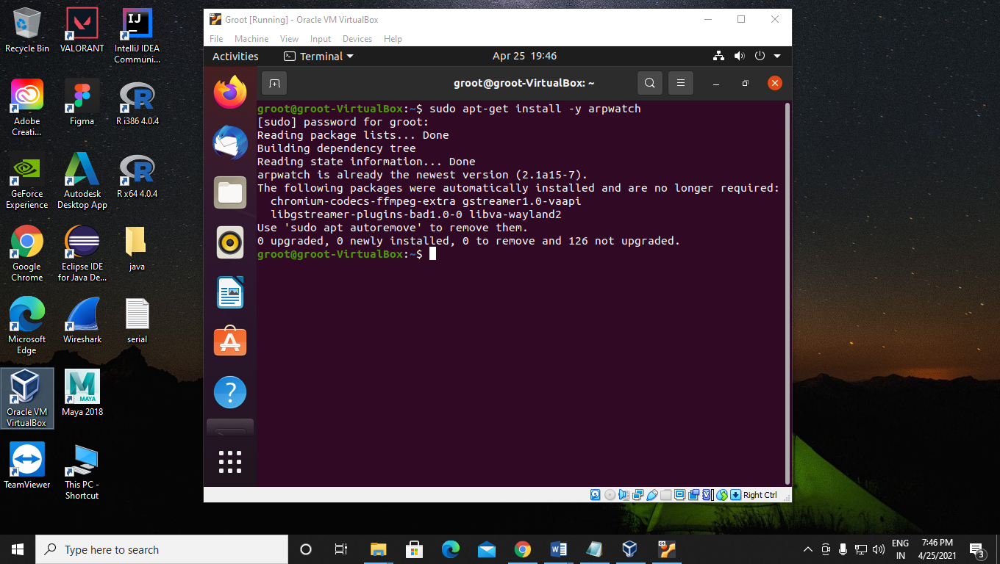 Recycle Bin
VALORANT
IntelliJ IDEA
Communi...
Adobe
Creati...
Figma
R i386 4.0.4
GeForce
Experience
Autodesk
Desktop App
R x64 4.0.4
Google
Chrome
Eclipse IDE
for Java De...
java
Microsoft
Edge
Wireshark
serial
Oracle VM
VirtualBox
MAYA
Maya 2018
TeamViewer
This PC -
Shortcut
Groot [Running] - Oracle VM VirtualBox
File Machine View Input Devices Help
Activities Terminal Apr 25 19:46
groot@groot-VirtualBox: ~
groot@groot-VirtualBox:~$ sudo apt-get install -y arpwatch
[sudo] password for groot:
Reading package lists... Done
Building dependency tree
Reading state information... Done
arpwatch is already the newest version (2.1a15-7).
The following packages were automatically installed and are no longer required:
chromium-codecs-ffmpeg-extra gstreamer1.0-vaapi
libgstreamer-plugins-bad1.0-0 libva-wayland2
Use 'sudo apt autoremove' to remove them.
0 upgraded, 0 newly installed, 0 to remove and 126 not upgraded.
groot@groot-VirtualBox:~$
Right Ctrl
Type here to search
ENG
IN
7:46 PM
4/25/2021
3